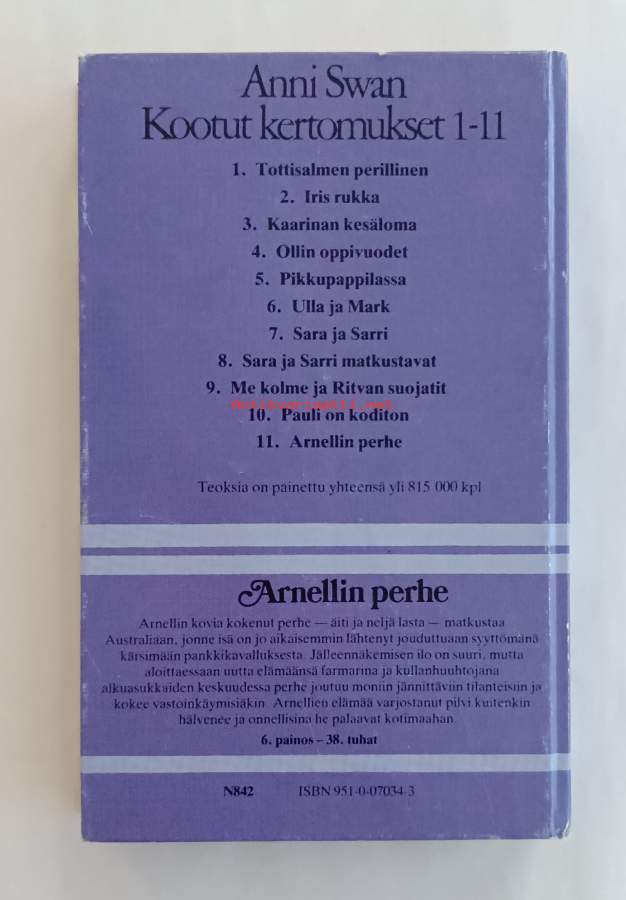 Anni Swan
Kootut kertomukset 1-11
1. Tottisalmen perillinen
2. Iris rukka
3. Kaarinan kesäloma
4. Ollin oppivuodet
5. Pikkupappilassa
6. Ulla ja Mark
7. Sara ja Sarri
8. Sara ja Sarri matkustavat
9. Me kolme ja Ritvan suojatit
10. Pauli on koditon
11. Arnellin perhe
Teoksia on painettu yhteensä yli 815 000 kpl
Arnellin perhe
Arnellin kovia kokenut perhe — äiti ja neljä lasta — matkustaa
Australiaan, jonne isä on jo aikaisemmin lähtenyt jouduttuaan syyttömänä
kärsimään pankkikavalluksesta. Jälleennäkemisen ilo on suuri, mutta
aloittaessaan uutta elämäänsä farmarina ja kullanhuuhtojana
alkuasukkaiden keskuudessa perhe joutuu moniin jännittäviin tilanteisiin ja
kokee vastoinkäymisiäkin. Arnellien elämää varjostanut pilvi kuitenkin
hälvenee ja onnellisina he palaavat kotimaahan.
6. painos – 38. tuhat
N842 ISBN 951-0-07034-3